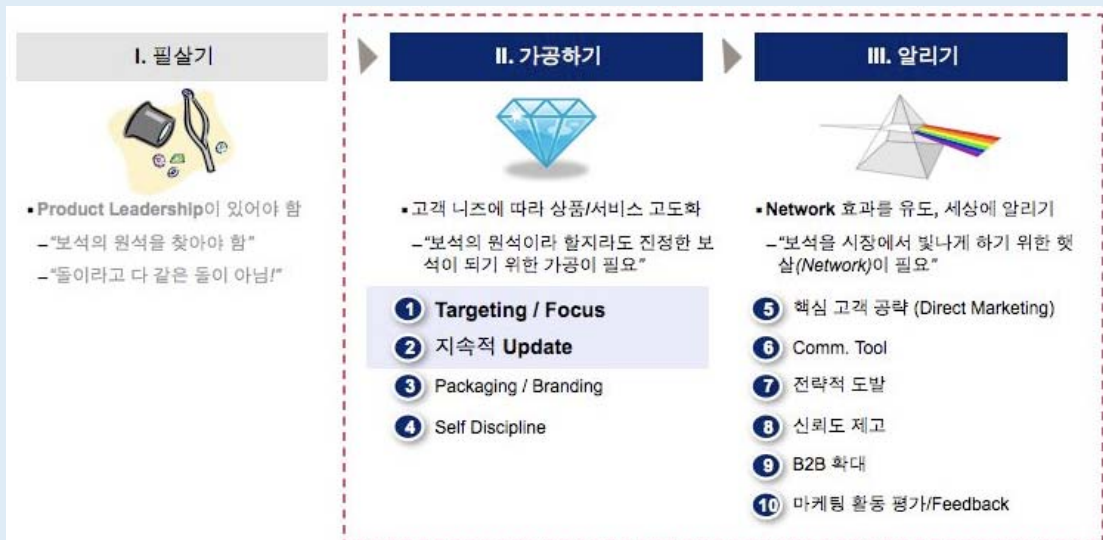 I. 필살기
▪ Product Leadership이 있어야 함
–“보석의 원석을 찾아야 함”
–“돌이라고 다 같은 돌이 아님!”
II. 가공하기
▪ 고객 니즈에 따라 상품/서비스 고도화
–“보석의 원석이라 할지라도 진정한 보
석이 되기 위한 가공이 필요”
1 Targeting / Focus
2 지속적 Update
3 Packaging / Branding
4 Self Discipline
III. 알리기
▪ Network 효과를 유도, 세상에 알리기
–“보석을 시장에서 빛나게 하기 위한 햇
살(Network)이 필요”
5 핵심 고객 공략 (Direct Marketing)
6 Comm. Tool
7 전략적 도발
8 신뢰도 제고
9 B2B 확대
10 마케팅 활동 평가/Feedback